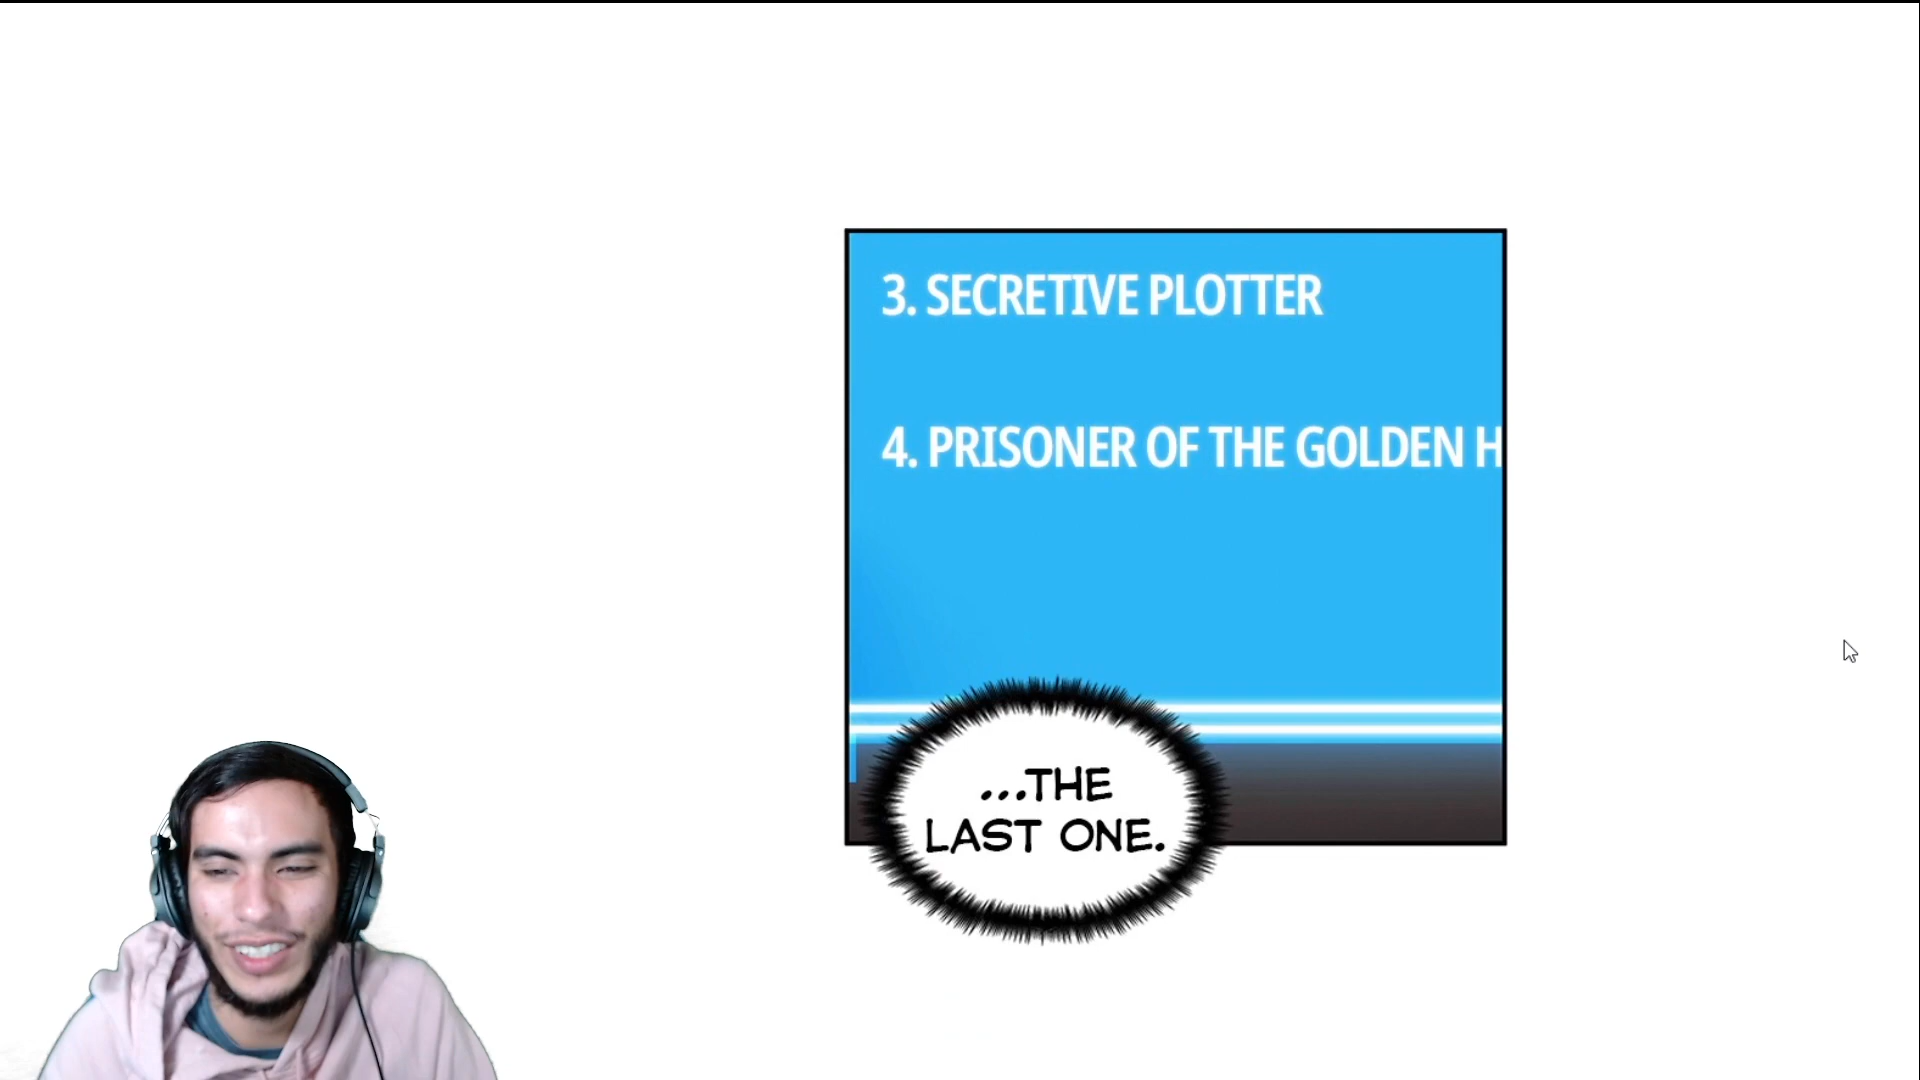 3. SECRETIVE PLOTTER
4. PRISONER OF THE GOLDEN H
...THE
LAST ONE.